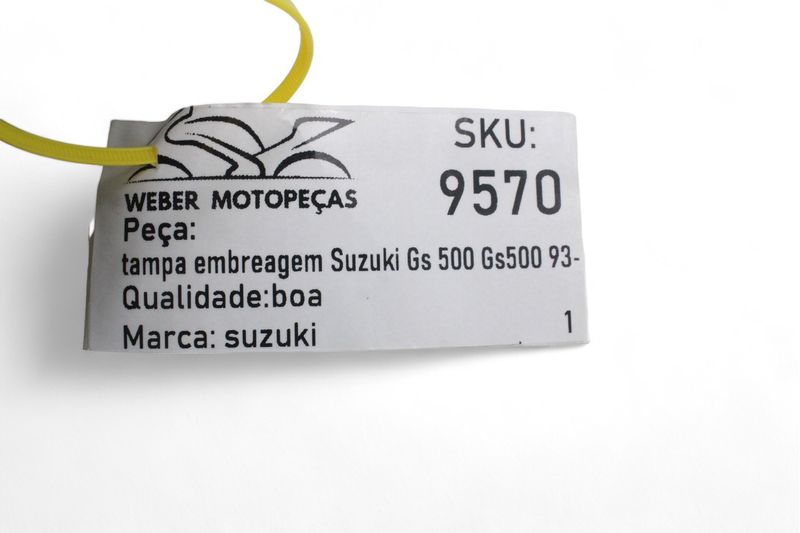 WEBER MOTOPEÇAS
SKU:
9570
Peça:
tampa embreagem Suzuki Gs 500 Gs500 93-
Qualidade:boa
Marca: suzuki
1